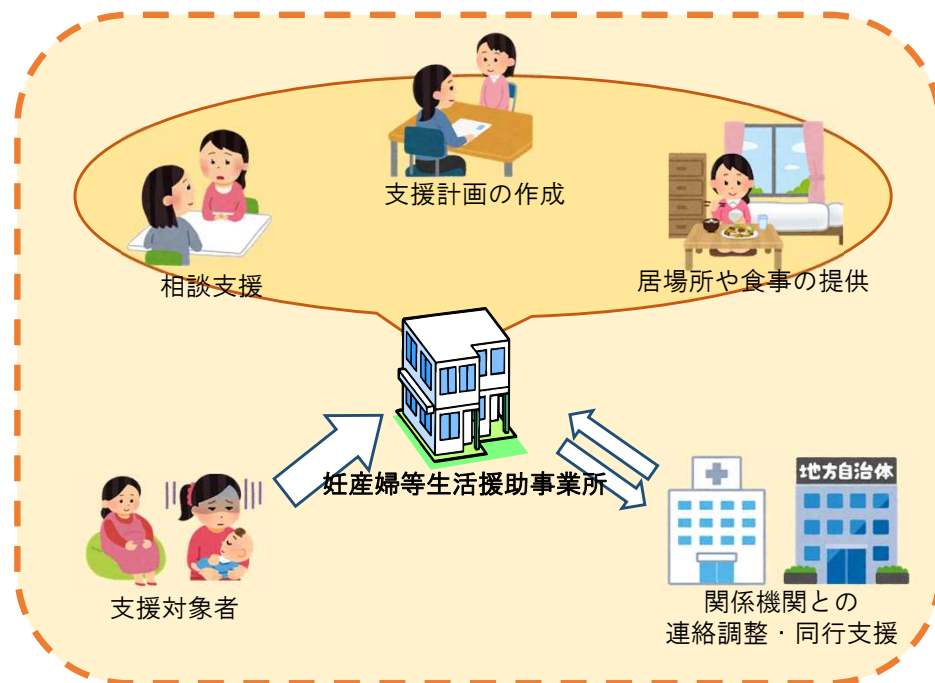 支援計画の作成
相談支援
居場所や食事の提供
妊産婦等生活援助事業所
地方自治体
支援対象者
関係機関との
連絡調整・同行支援